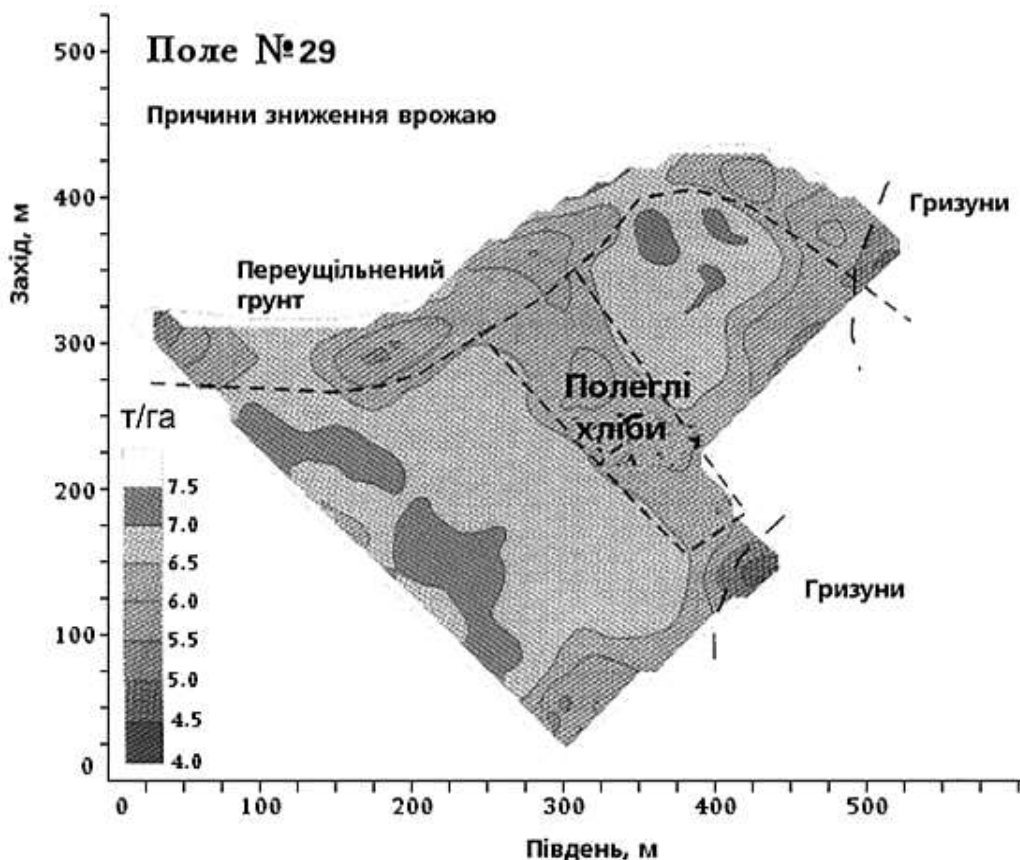 Поле №29
Причини зниження врожаю
Гризуни
Переущільнений
грунт
Полеглі
хліби
Гризуни
т/га
7.5
7.0
6.5
6.0
5.5
5.0
4.5
4.0
Захід, м
500
400
300
200
100
0
0 100 200 300 400 500
Південь, м